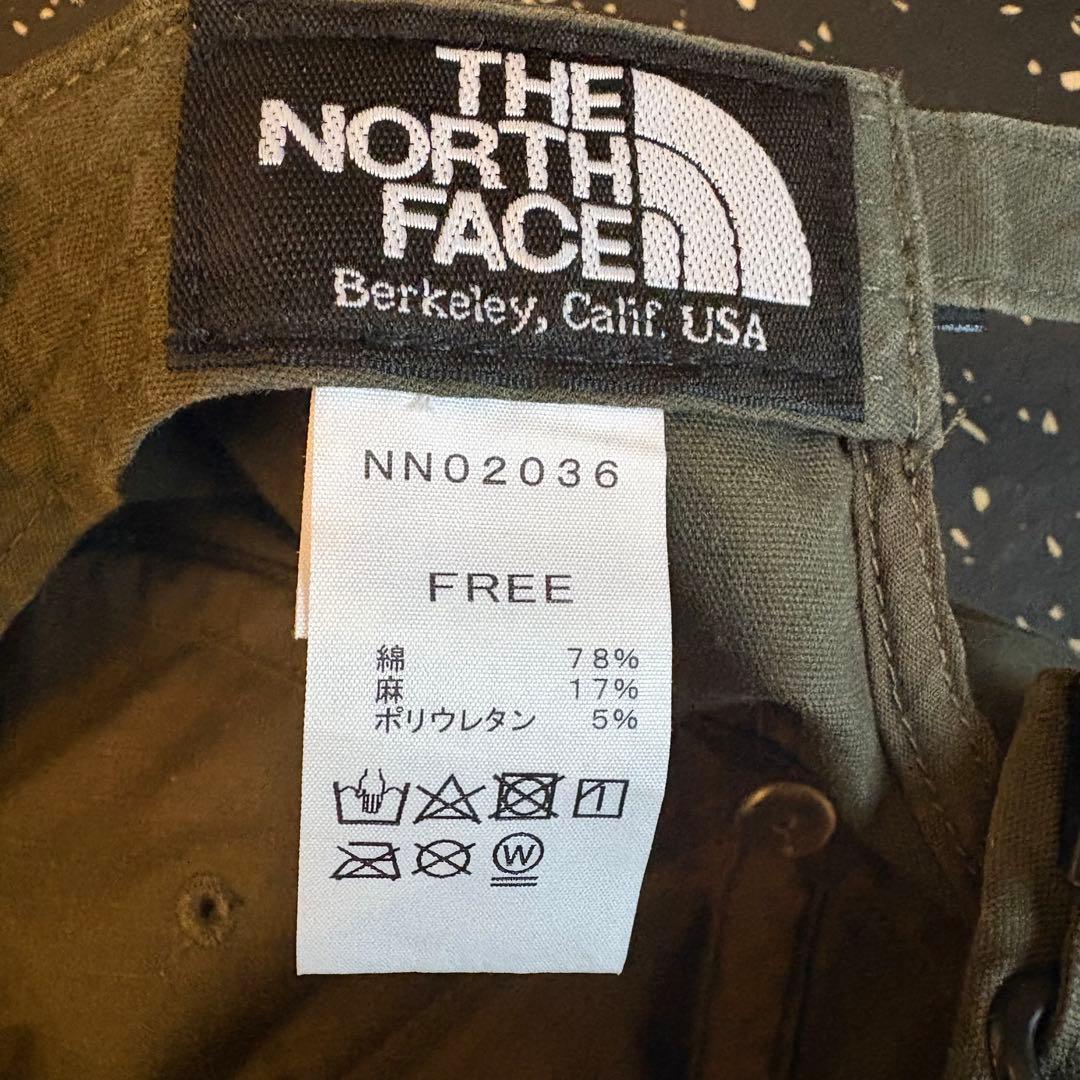 THE
NORTH
FACE
Berkeley, Calif. USA
NN02036
FREE
綿 78%
麻 17%
ポリウレタン 5%
W